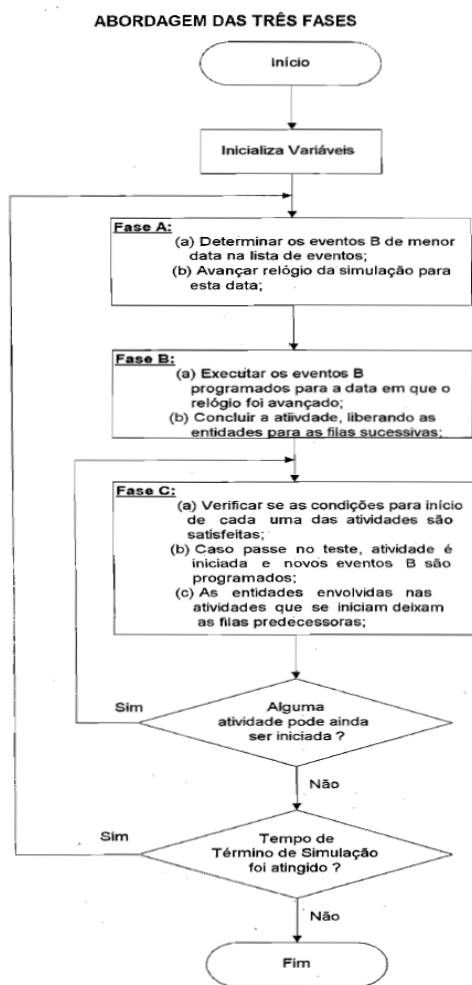 ABORDAGEM DAS TRÊS FASES
Início
Inicializa Variáveis
Fase A:
(a) Determinar os eventos B de menor
data na lista de eventos;
(b) Avançar relógio da simulação para
esta data;
Fase B:
(a) Executar os eventos B
programados para a data em que o
relógio foi avançado;
(b) Concluir a atiivdade, liberando as
entidades para as filas sucessivas;
Fase C:
(a) Verificar se as condições para início
de cada uma das atividades são
satisfeitas;
(b) Caso passe no teste, atividade é
iniciada e novos eventos B são
programados;
(c) As entidades envolvidas nas
atividades que se iniciam deixam
as filas predecessoras;
Sim
Alguma
atividade pode ainda
ser iniciada ?
Não
Sim
Tempo de
Término de Simulação
foi atingido ?
Não
Fim